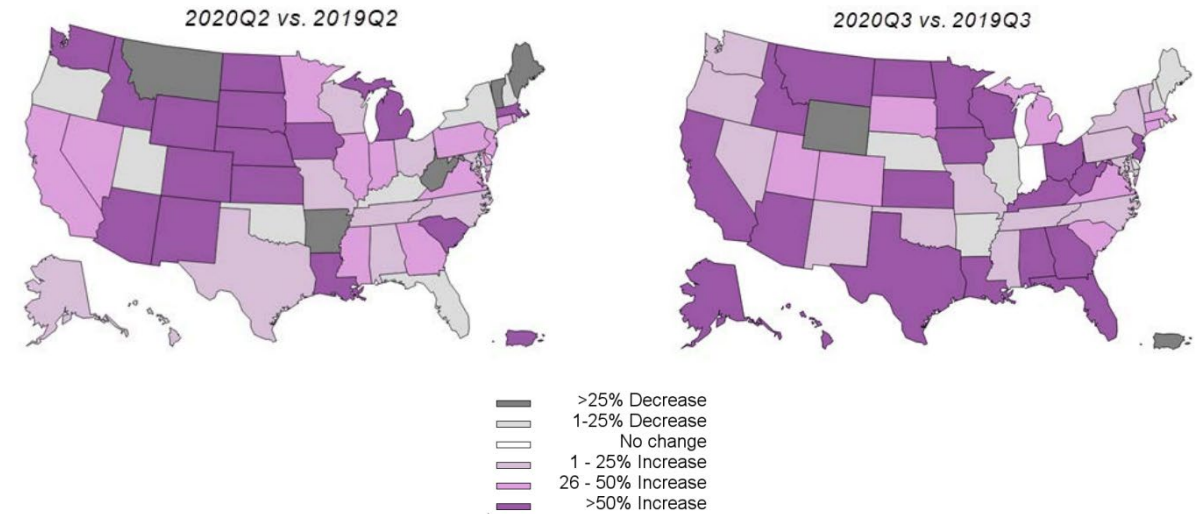 2020Q2 vs. 2019Q2
2020Q3 vs. 2019Q3
>25% Decrease
1-25% Decrease
No change
1 - 25% Increase
26 - 50% Increase
>50% Increase